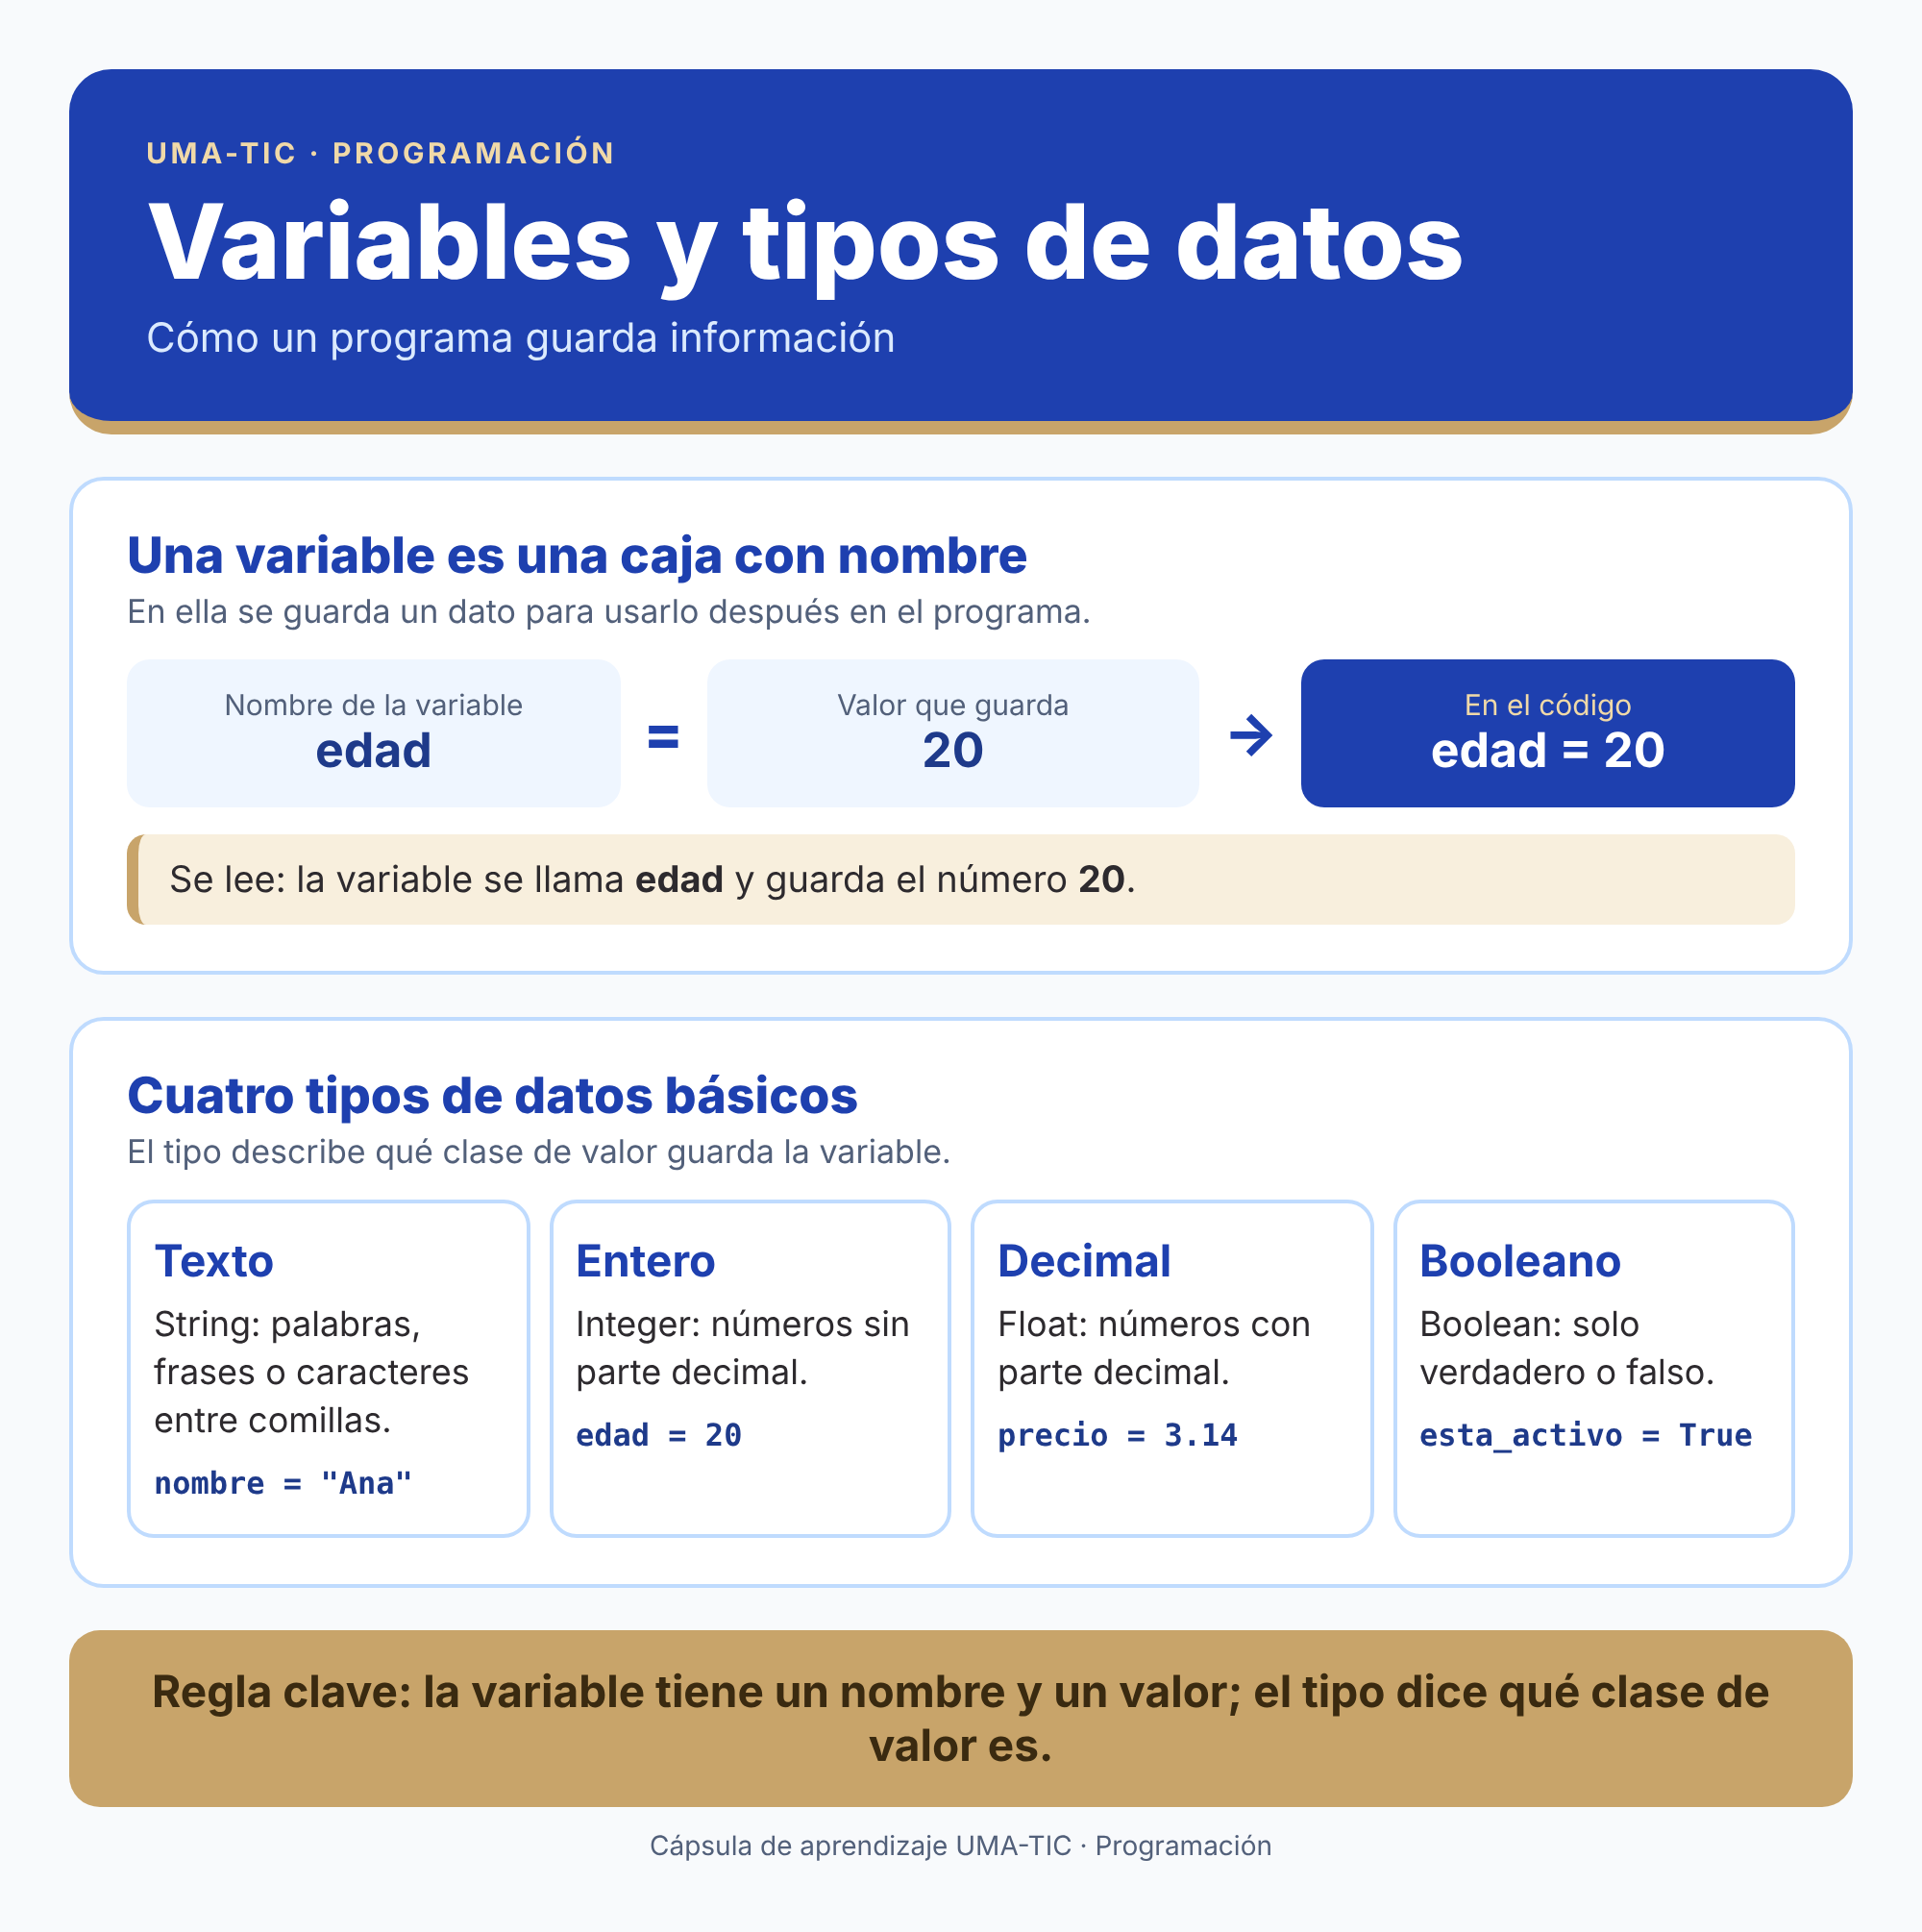 UMA-TIC · PROGRAMACIÓN
Variables y tipos de datos
Cómo un programa guarda información
Una variable es una caja con nombre
En ella se guarda un dato para usarlo después en el programa.
Nombre de la variable
edad
=
Valor que guarda
20
→
En el código
edad = 20
Se lee: la variable se llama edad y guarda el número 20.
Cuatro tipos de datos básicos
El tipo describe qué clase de valor guarda la variable.
Texto
String: palabras,
frases o caracteres
entre comillas.
nombre = "Ana"
Entero
Integer: números sin
parte decimal.
edad = 20
Decimal
Float: números con
parte decimal.
precio = 3.14
Booleano
Boolean: solo
verdadero o falso.
esta_activo = True
Regla clave: la variable tiene un nombre y un valor; el tipo dice qué clase de
valor es.
Cápsula de aprendizaje UMA-TIC · Programación